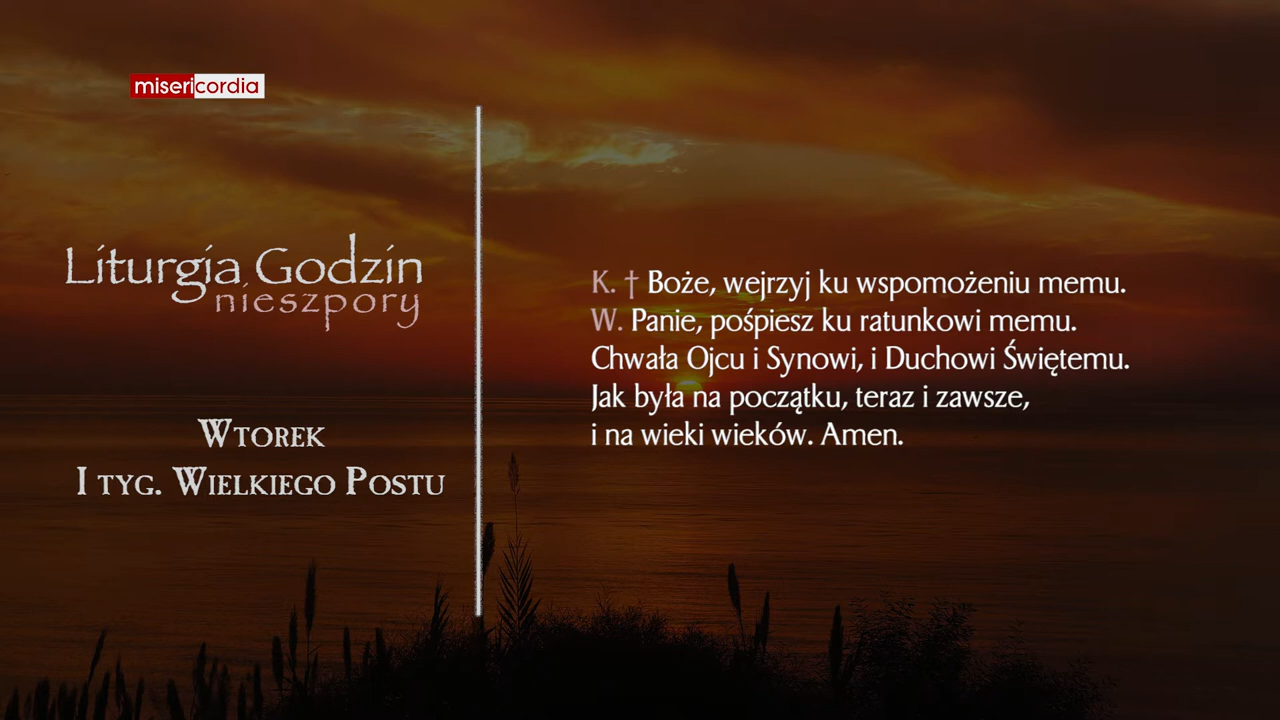 misericordia
Liturgia Godzin
nieszpory
Wtorek
I tyg. Wielkiego Postu
K. † Boże, wejrzyj ku wspomożeniu memu.
W. Panie, pośpiesz ku ratunkowi memu.
Chwała Ojcu i Synowi, i Duchowi Świętemu.
Jak była na początku, teraz i zawsze,
i na wieki wieków. Amen.